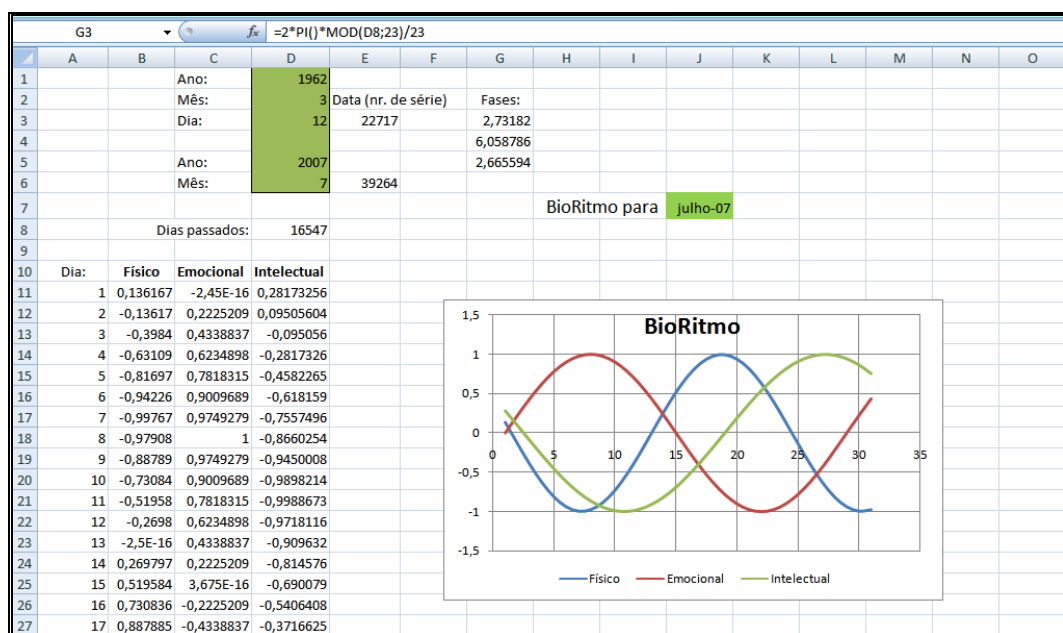 G3 fx =2*PI()*MOD(D8;23)/23
A B C D E F G H I J K L M N O
1 Ano: 1962
2 Mês: 3 Data (nr. de série) Fases:
3 Dia: 12 22717 2,73182
4 6,058786
5 Ano: 2007 2,665594
6 Mês: 7 39264
7 BioRitmo para julho-07
8 Dias passados: 16547
9
10 Dia: Físico Emocional Intelectual
11 1 0,136167 -2,45E-16 0,28173256
12 2 -0,13617 0,2225209 0,09505604
13 3 -0,3984 0,4338837 -0,095056
14 4 -0,63109 0,6234898 -0,2817326
15 5 -0,81697 0,7818315 -0,4582265
16 6 -0,94226 0,9009689 -0,618159
17 7 -0,99767 0,9749279 -0,7557496
18 8 -0,97908 1 -0,8660254
19 9 -0,88789 0,9749279 -0,9450008
20 10 -0,73084 0,9009689 -0,9898214
21 11 -0,51958 0,7818315 -0,9988673
22 12 -0,2698 0,6234898 -0,9718116
23 13 -2,5E-16 0,4338837 -0,909632
24 14 0,269797 0,2225209 -0,814576
25 15 0,519584 3,675E-16 -0,690079
26 16 0,730836 -0,2225209 -0,5406408
27 17 0,887885 -0,4338837 -0,3716625
BioRitmo
1,5
1
0,5
0
-0,5
-1
-1,5
0 5 10 15 20 25 30 35
Físico Emocional Intelectual